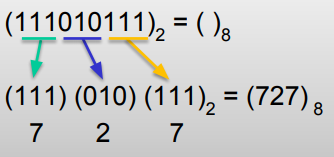 (111010111)₂ = ( )₈
(111) (010) (111)₂ = (727) ₈
7 2 7